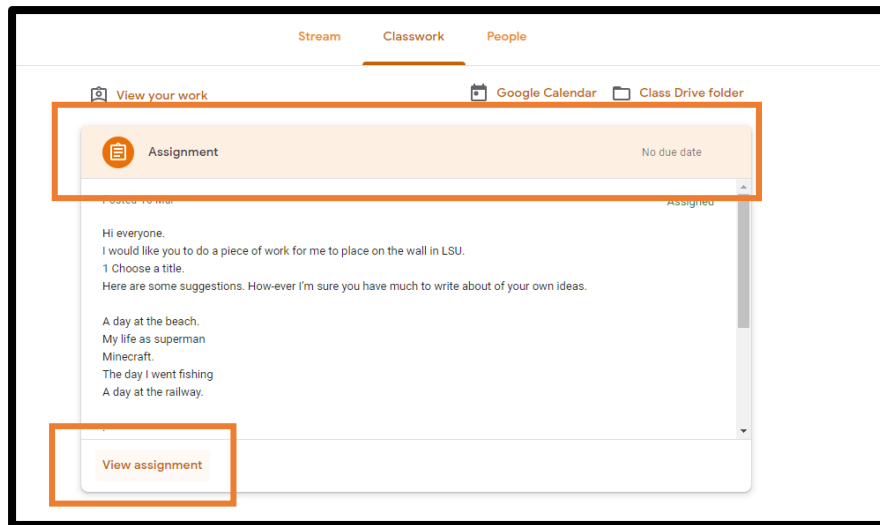 Stream Classwork People
View your work Google Calendar Class Drive folder
Assignment No due date
Posted Mar Assigned
Hi everyone.
I would like you to do a piece of work for me to place on the wall in LSU.
1 Choose a title.
Here are some suggestions. How-ever I'm sure you have much to write about of your own ideas.
A day at the beach.
My life as superman
Minecraft.
The day I went fishing
A day at the railway.
View assignment